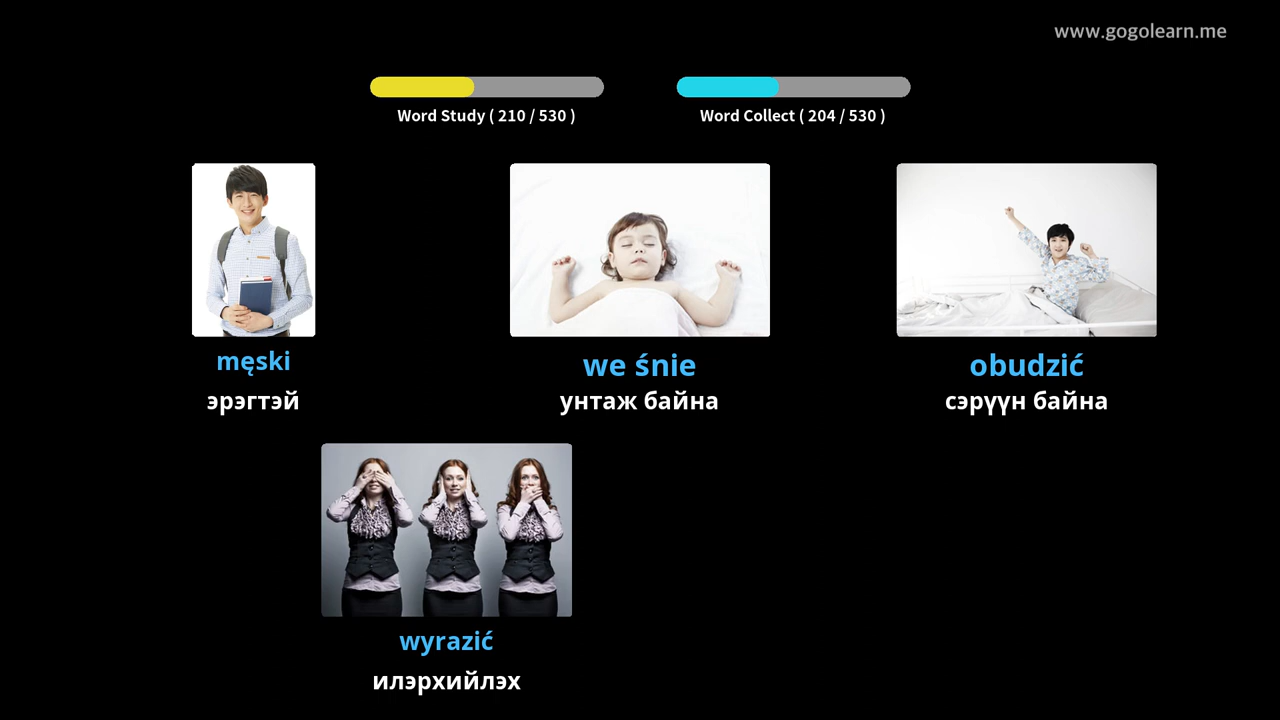 www.gogolearn.me
Word Study ( 210 / 530 )
Word Collect ( 204 / 530 )
męski
эрэгтэй
we śnie
унтаж байна
obudzić
сэрүүн байна
wyrazić
илэрхийлэх